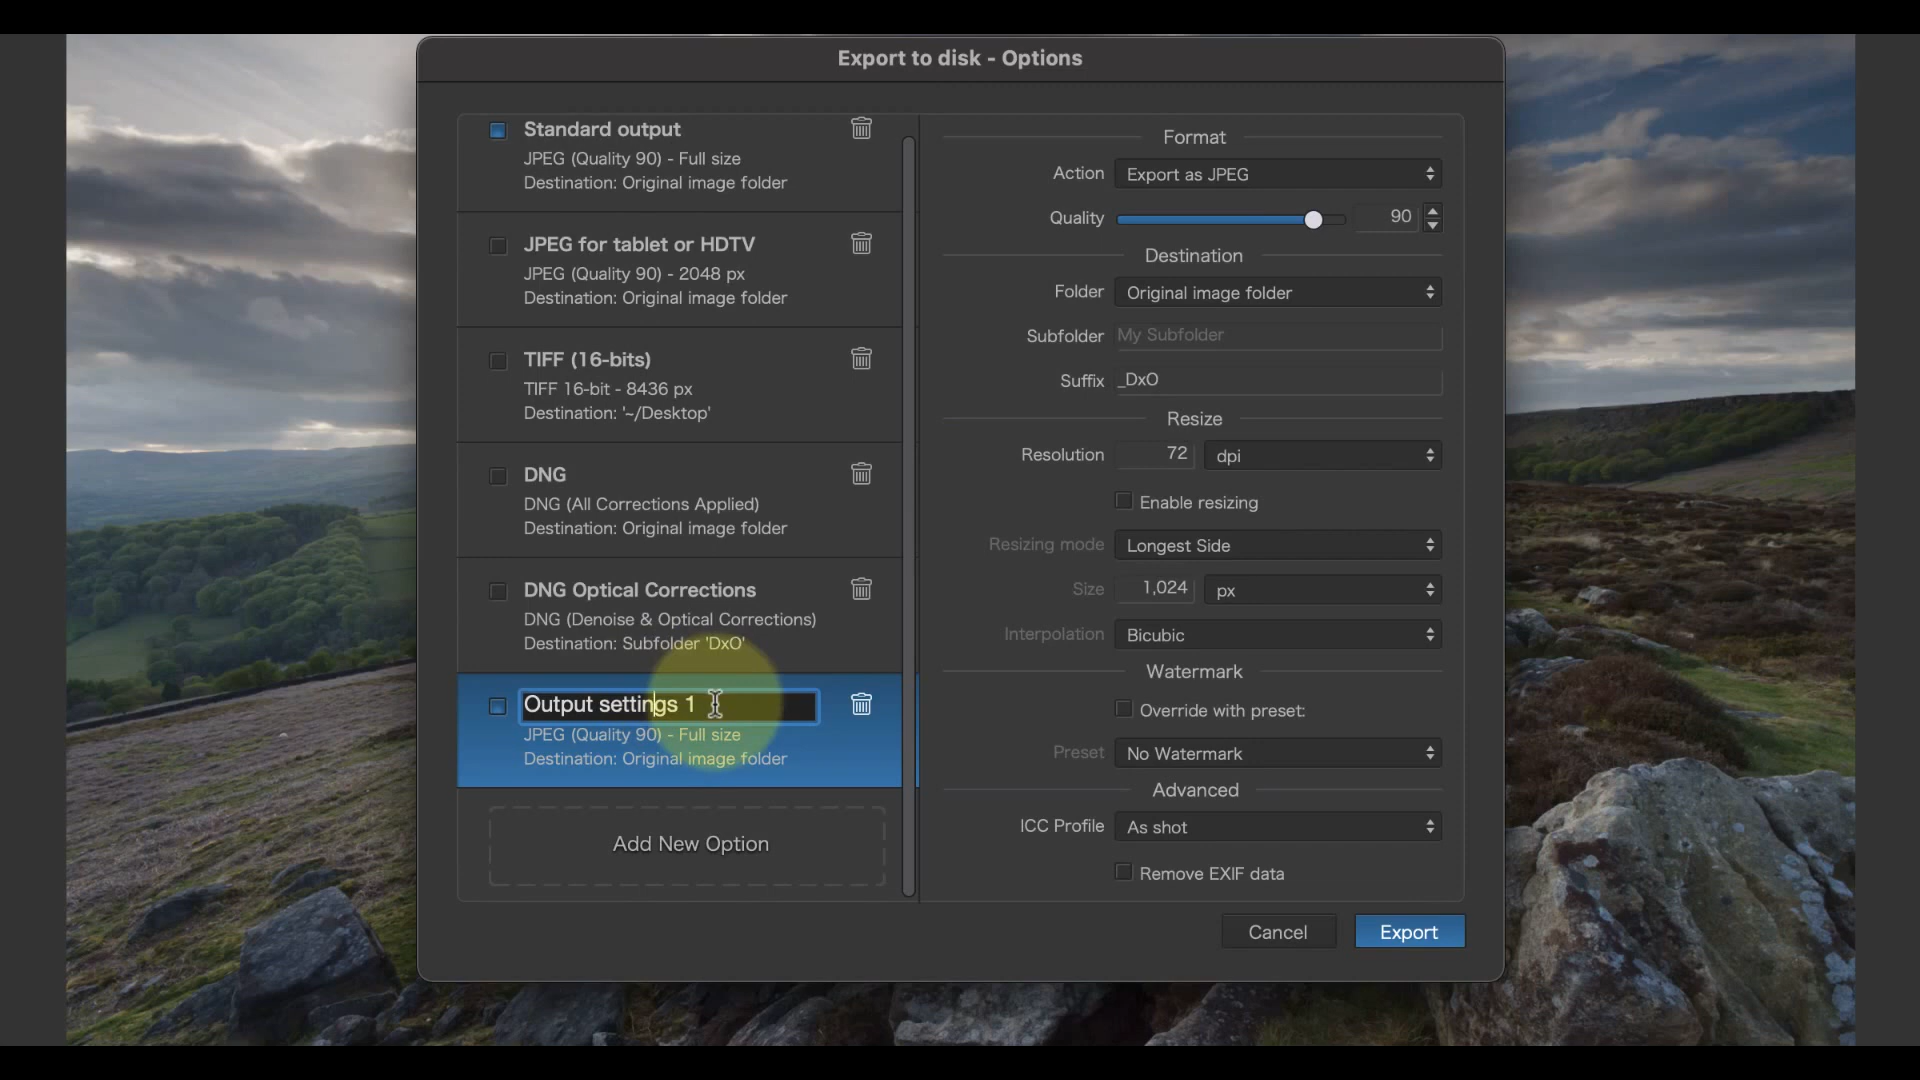 Export to disk - Options
Standard output
JPEG (Quality 90) - Full size
Destination: Original image folder
JPEG for tablet or HDTV
JPEG (Quality 90) - 2048 px
Destination: Original image folder
TIFF (16-bits)
TIFF 16-bit - 8436 px
Destination: '~/Desktop'
DNG
DNG (All Corrections Applied)
Destination: Original image folder
DNG Optical Corrections
DNG (Denoise & Optical Corrections)
Destination: Subfolder 'DxO'
Output settings 1
JPEG (Quality 90) - Full size
Destination: Original image folder
Add New Option
Format
Action Export as JPEG
Quality 90
Destination
Folder Original image folder
Subfolder My Subfolder
Suffix _DxO
Resize
Resolution 72 dpi
Enable resizing
Resizing mode Longest Side
Size 1,024 px
Interpolation Bicubic
Watermark
Override with preset:
Preset No Watermark
Advanced
ICC Profile As shot
Remove EXIF data
Cancel Export